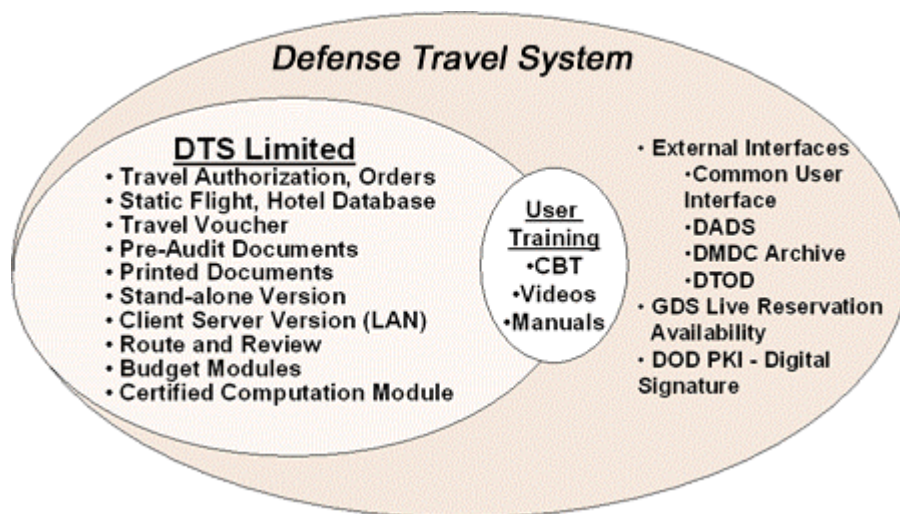 Defense Travel System
DTS Limited
• Travel Authorization, Orders
• Static Flight, Hotel Database
• Travel Voucher
• Pre-Audit Documents
• Printed Documents
• Stand-alone Version
• Client Server Version (LAN)
• Route and Review
• Budget Modules
• Certified Computation Module
User
Training
•CBT
•Videos
•Manuals
• External Interfaces
•Common User
Interface
•DADS
•DMDC Archive
•DTOD
• GDS Live Reservation
Availability
• DOD PKI - Digital
Signature